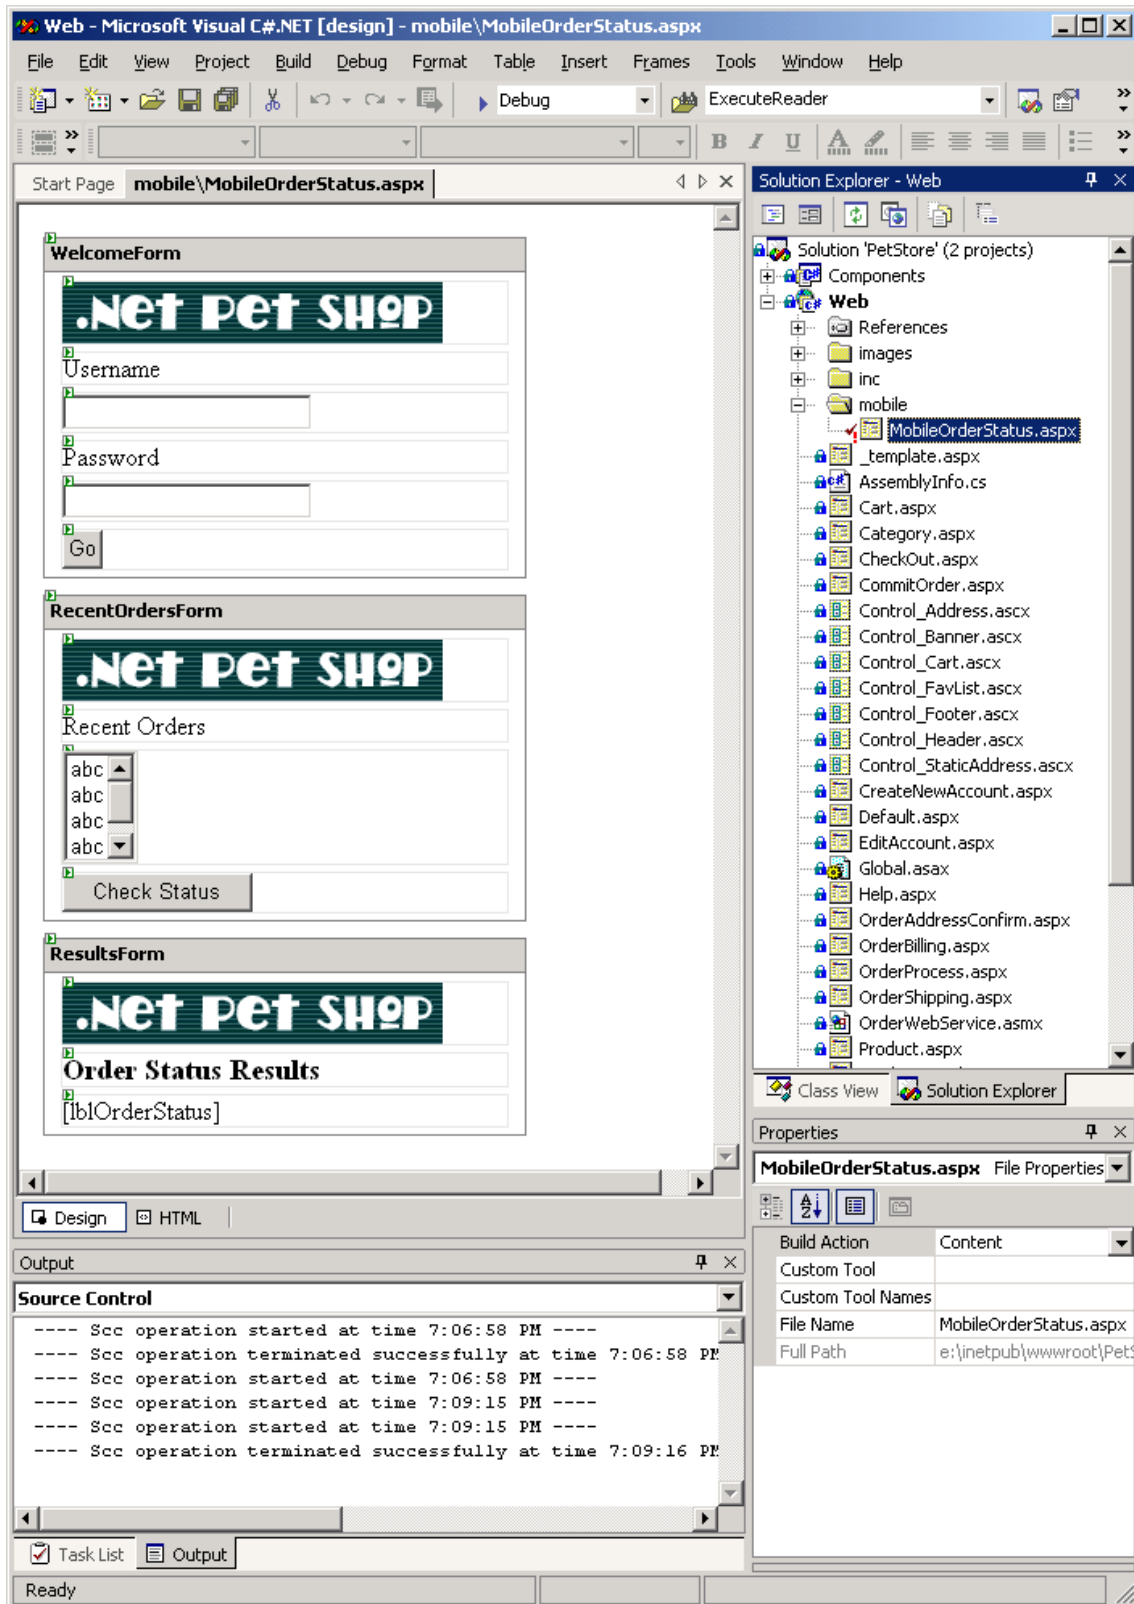 Web - Microsoft Visual C#.NET [design] - mobile\MobileOrderStatus.aspx
File Edit View Project Build Debug Format Table Insert Frames Tools Window Help
Debug ExecuteReader
B I U A
Start Page mobile\MobileOrderStatus.aspx
WelcomeForm
.Net Pet Shop
Username
Password
Go
RecentOrdersForm
.Net Pet Shop
Recent Orders
abc
abc
abc
abc
Check Status
ResultsForm
.Net Pet Shop
Order Status Results
[lblOrderStatus]
Design HTML
Output
Source Control
---- Scc operation started at time 7:06:58 PM ----
---- Scc operation terminated successfully at time 7:06:58 PM
---- Scc operation started at time 7:06:58 PM ----
---- Scc operation started at time 7:09:15 PM ----
---- Scc operation started at time 7:09:15 PM ----
---- Scc operation terminated successfully at time 7:09:16 PM
Task List Output
Ready
Solution Explorer - Web
Solution 'PetStore' (2 projects)
Components
Web
References
images
inc
mobile
MobileOrderStatus.aspx
_template.aspx
AssemblyInfo.cs
Cart.aspx
Category.aspx
CheckOut.aspx
CommitOrder.aspx
Control_Address.ascx
Control_Banner.ascx
Control_Cart.ascx
Control_FavList.ascx
Control_Footer.ascx
Control_Header.ascx
Control_StaticAddress.ascx
CreateNewAccount.aspx
Default.aspx
EditAccount.aspx
Global.asax
Help.aspx
OrderAddressConfirm.aspx
OrderBilling.aspx
OrderProcess.aspx
OrderShipping.aspx
OrderWebService.asmx
Product.aspx
Class View Solution Explorer
Properties
MobileOrderStatus.aspx File Properties
Build Action Content
Custom Tool
Custom Tool Names
File Name MobileOrderStatus.aspx
Full Path e:\inetpub\wwwroot\PetS